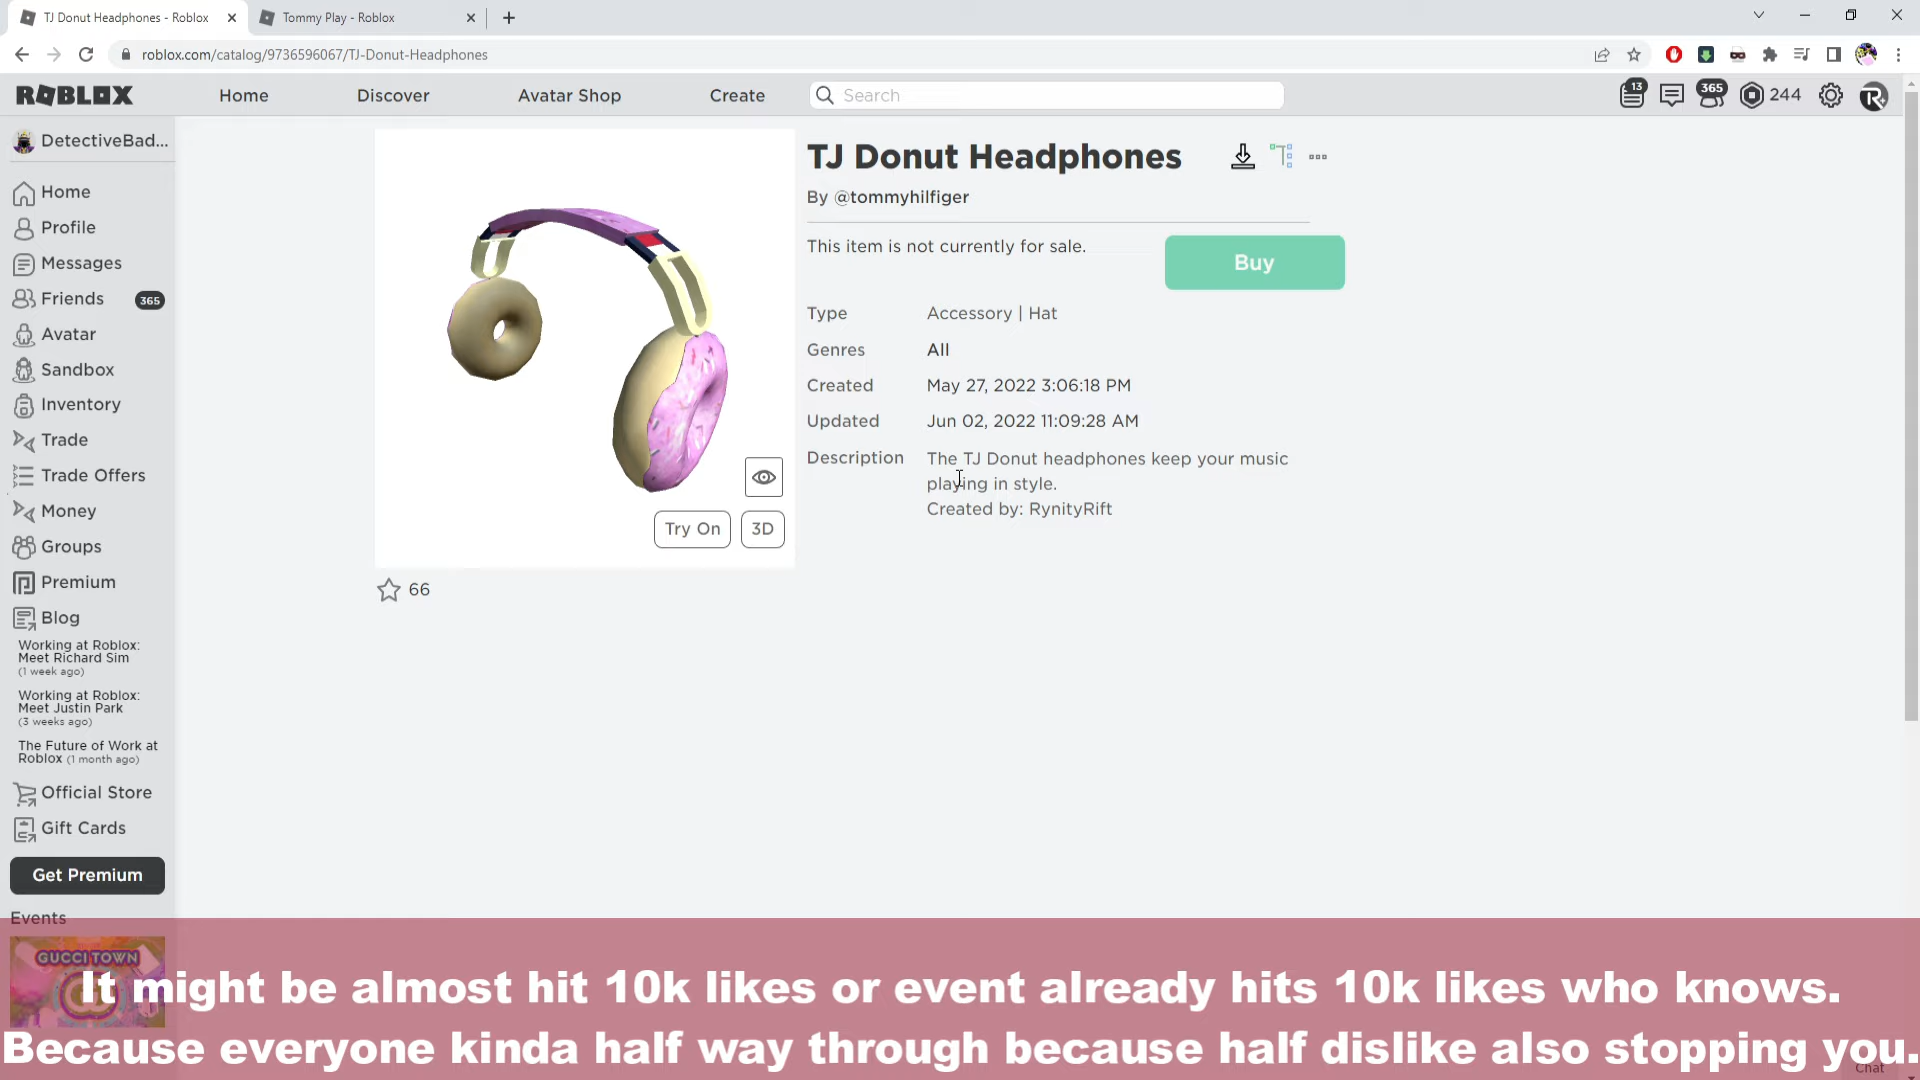 TJ Donut Headphones - Roblox
Tommy Play - Roblox
roblox.com/catalog/9736596067/TJ-Donut-Headphones
ROBLOX
Home
Discover
Avatar Shop
Create
Search
13
365
244
DetectiveBad...
Home
Profile
Messages
Friends 365
Avatar
Sandbox
Inventory
Trade
Trade Offers
Money
Groups
Premium
Blog
Working at Roblox:
Meet Richard Sim
(1 week ago)
Working at Roblox:
Meet Justin Park
(3 weeks ago)
The Future of Work at
Roblox (1 month ago)
Official Store
Gift Cards
Get Premium
Events
GUCCI TOWN
Try On
3D
66
TJ Donut Headphones
By @tommyhilfiger
This item is not currently for sale.
Buy
Type Accessory | Hat
Genres All
Created May 27, 2022 3:06:18 PM
Updated Jun 02, 2022 11:09:28 AM
Description The TJ Donut headphones keep your music
playing in style.
Created by: RynityRift
It might be almost hit 10k likes or event already hits 10k likes who knows.
Because everyone kinda half way through because half dislike also stopping you.
Chat